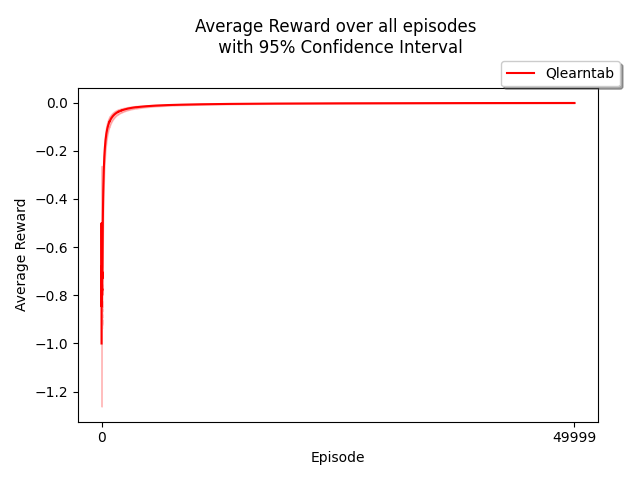 Average Reward over all episodes
with 95% Confidence Interval
Qlearntab
0.0
−0.2
−0.4
−0.6
−0.8
−1.0
−1.2
Average Reward
0
49999
Episode